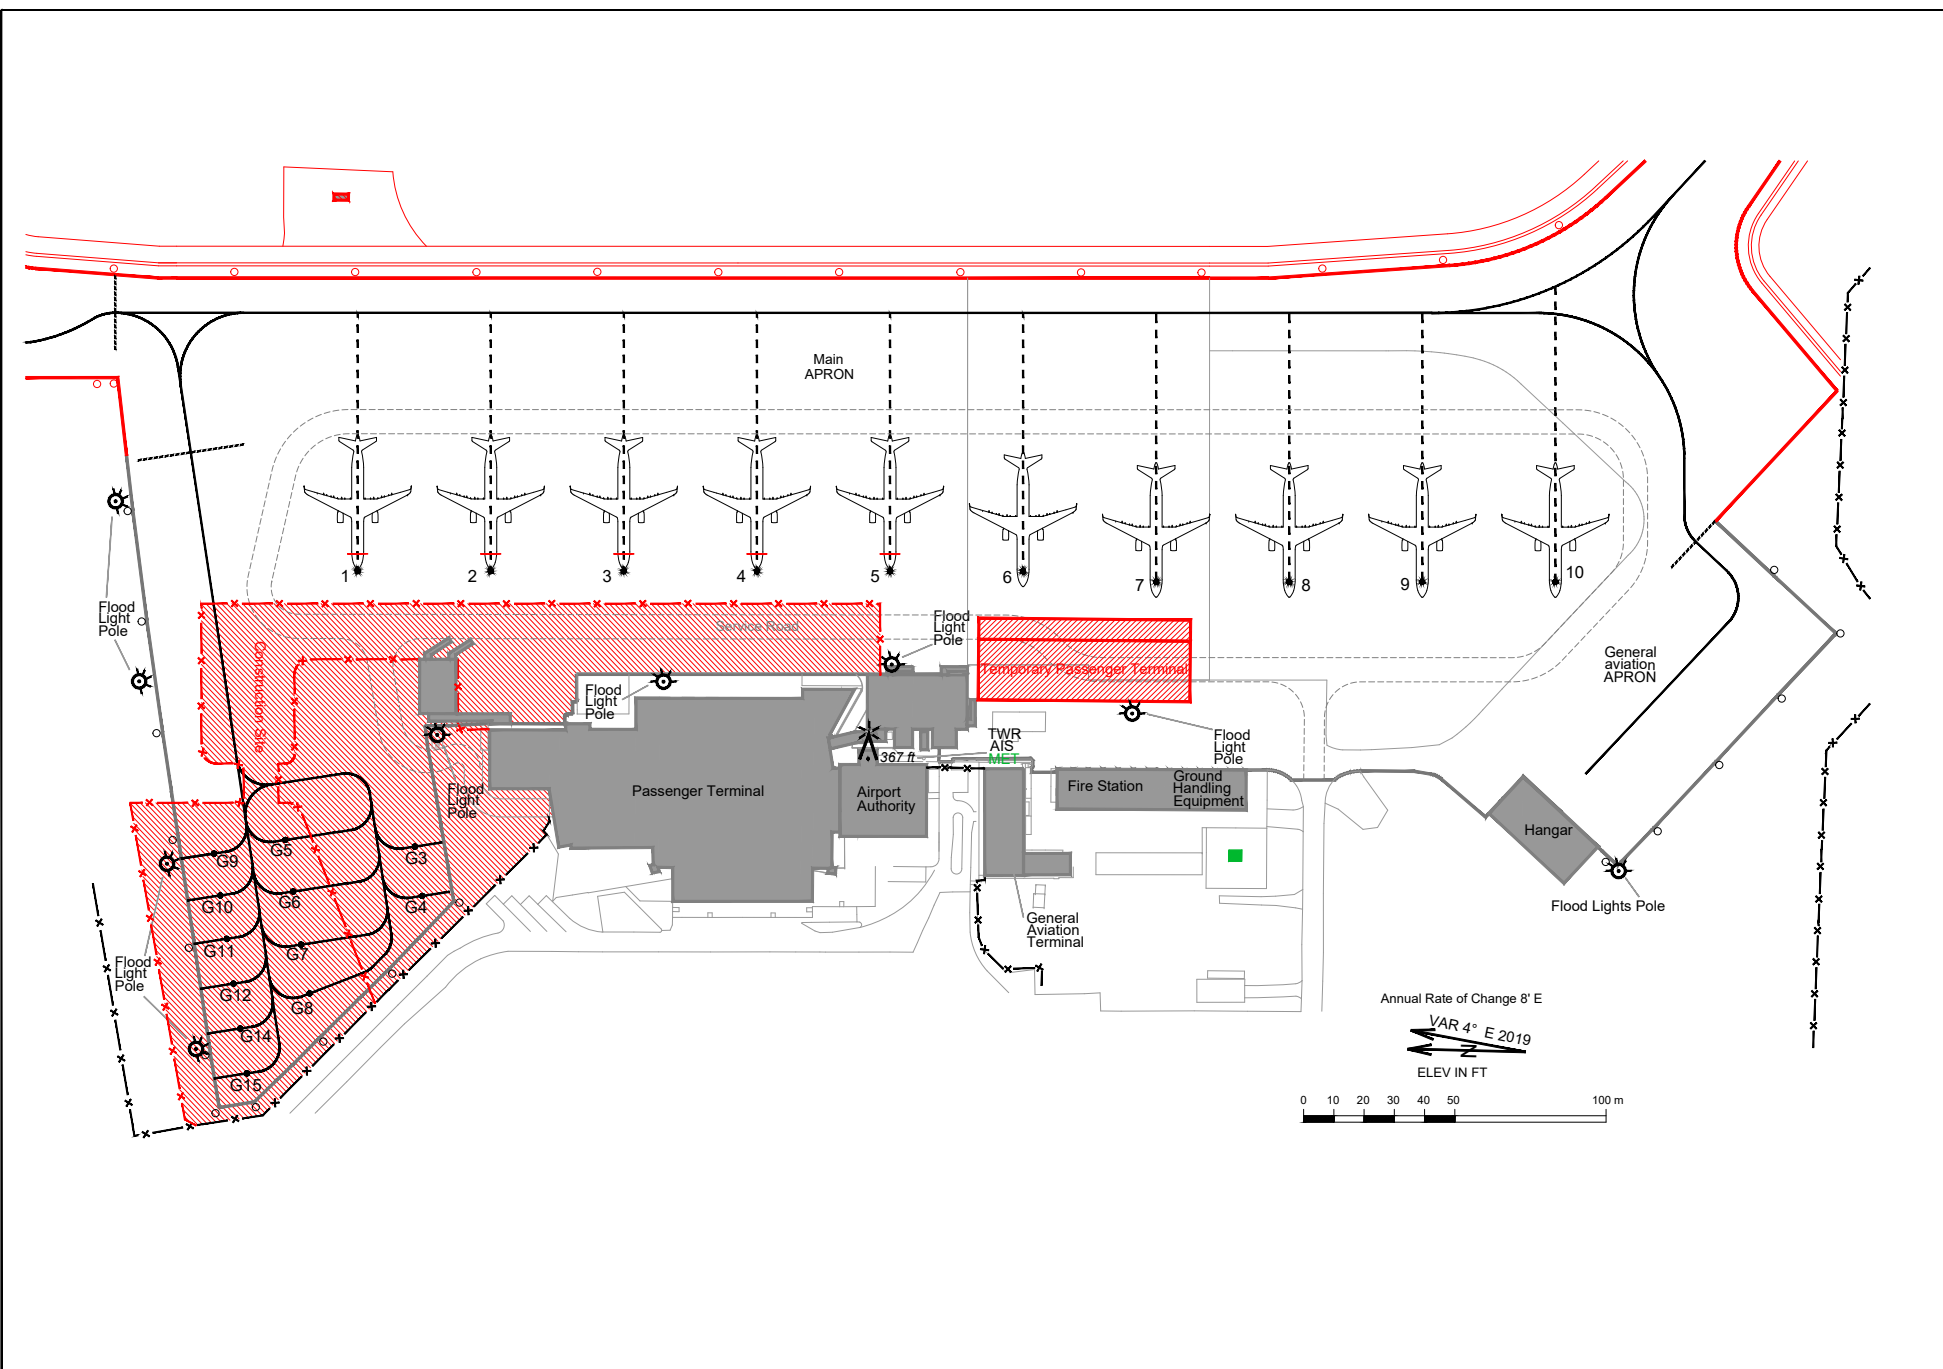 Main
APRON
1
2
3
4
5
6
7
8
9
10
Flood
Light
Pole
Service Road
Flood
Light
Pole
Construction Site
Temporary Passenger Terminal
General
aviation
APRON
Flood
Light
Pole
TWR
AIS
MET
Flood
Light
Pole
367 ft
Flood
Light
Pole
Passenger Terminal
Airport
Authority
Fire Station
Ground
Handling
Equipment
Hangar
G9
G5
G3
G10
G6
G4
G11
G7
G12
G8
G14
G15
Flood
Light
Pole
General
Aviation
Terminal
Flood Lights Pole
Annual Rate of Change 8' E
VAR 4° E 2019
N
ELEV IN FT
0 10 20 30 40 50 100 m